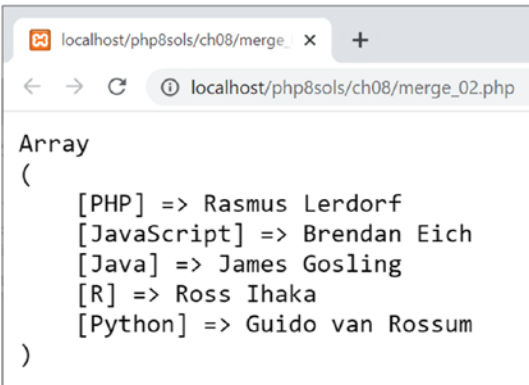 localhost/php8sols/ch08/merge_
localhost/php8sols/ch08/merge_02.php
Array
(
[PHP] => Rasmus Lerdorf
[JavaScript] => Brendan Eich
[Java] => James Gosling
[R] => Ross Ihaka
[Python] => Guido van Rossum
)